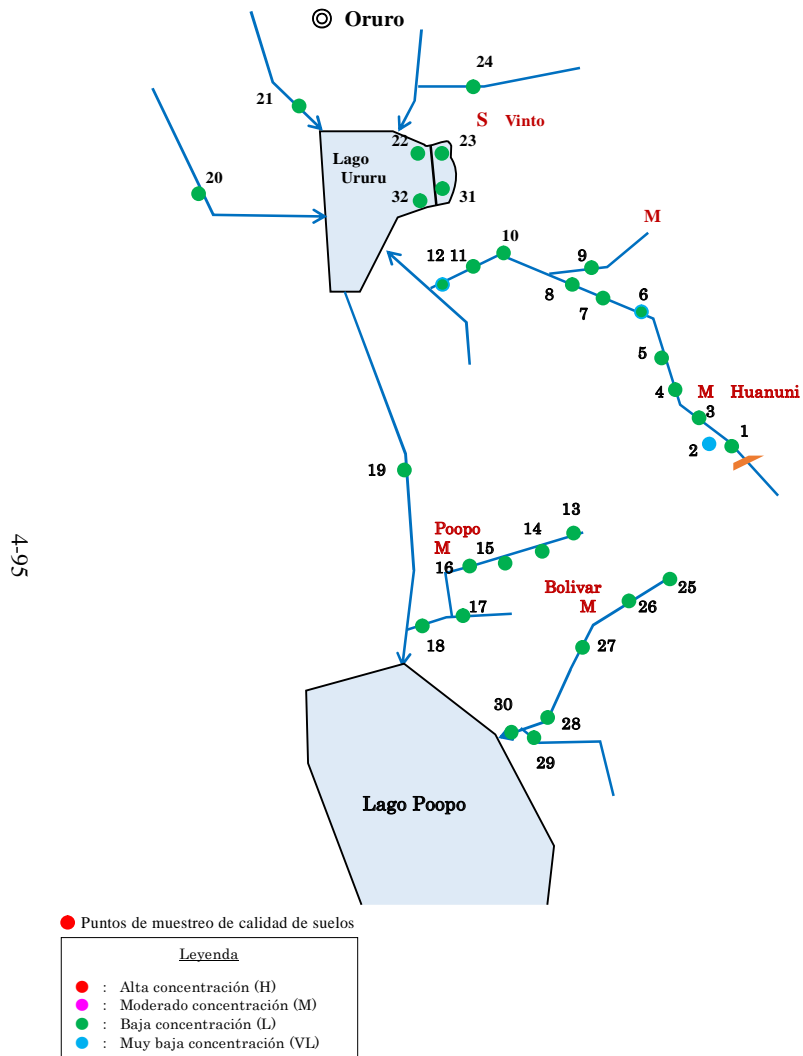 Oruro
24
21
S Vinto
22
23
Lago
Ururu
20
32
31
M
10
12
11
9
8
7
6
5
4
M Huanuni
3
1
2
19
13
Poopo
M
14
15
16
Bolivar
M
25
26
17
18
27
30
28
29
Lago Poopo
4-95
Puntos de muestreo de calidad de suelos
Leyenda
: Alta concentración (H)
: Moderado concentración (M)
: Baja concentración (L)
: Muy baja concentración (VL)